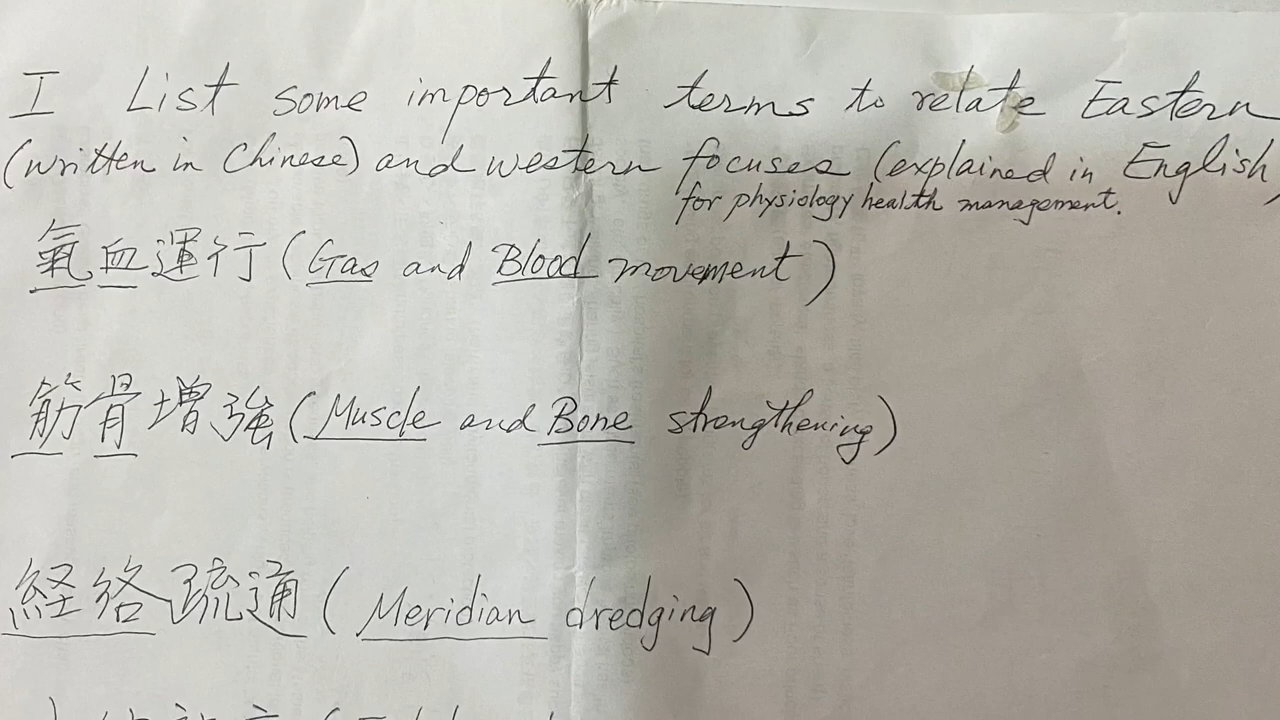 I List some important terms to relate Eastern
(written in Chinese) and western focuses (explained in English,
for physiology health management.
氣血運行 (Gas and Blood movement)
筋骨增強 (Muscle and Bone strengthening)
経絡疏通 (Meridian dredging)